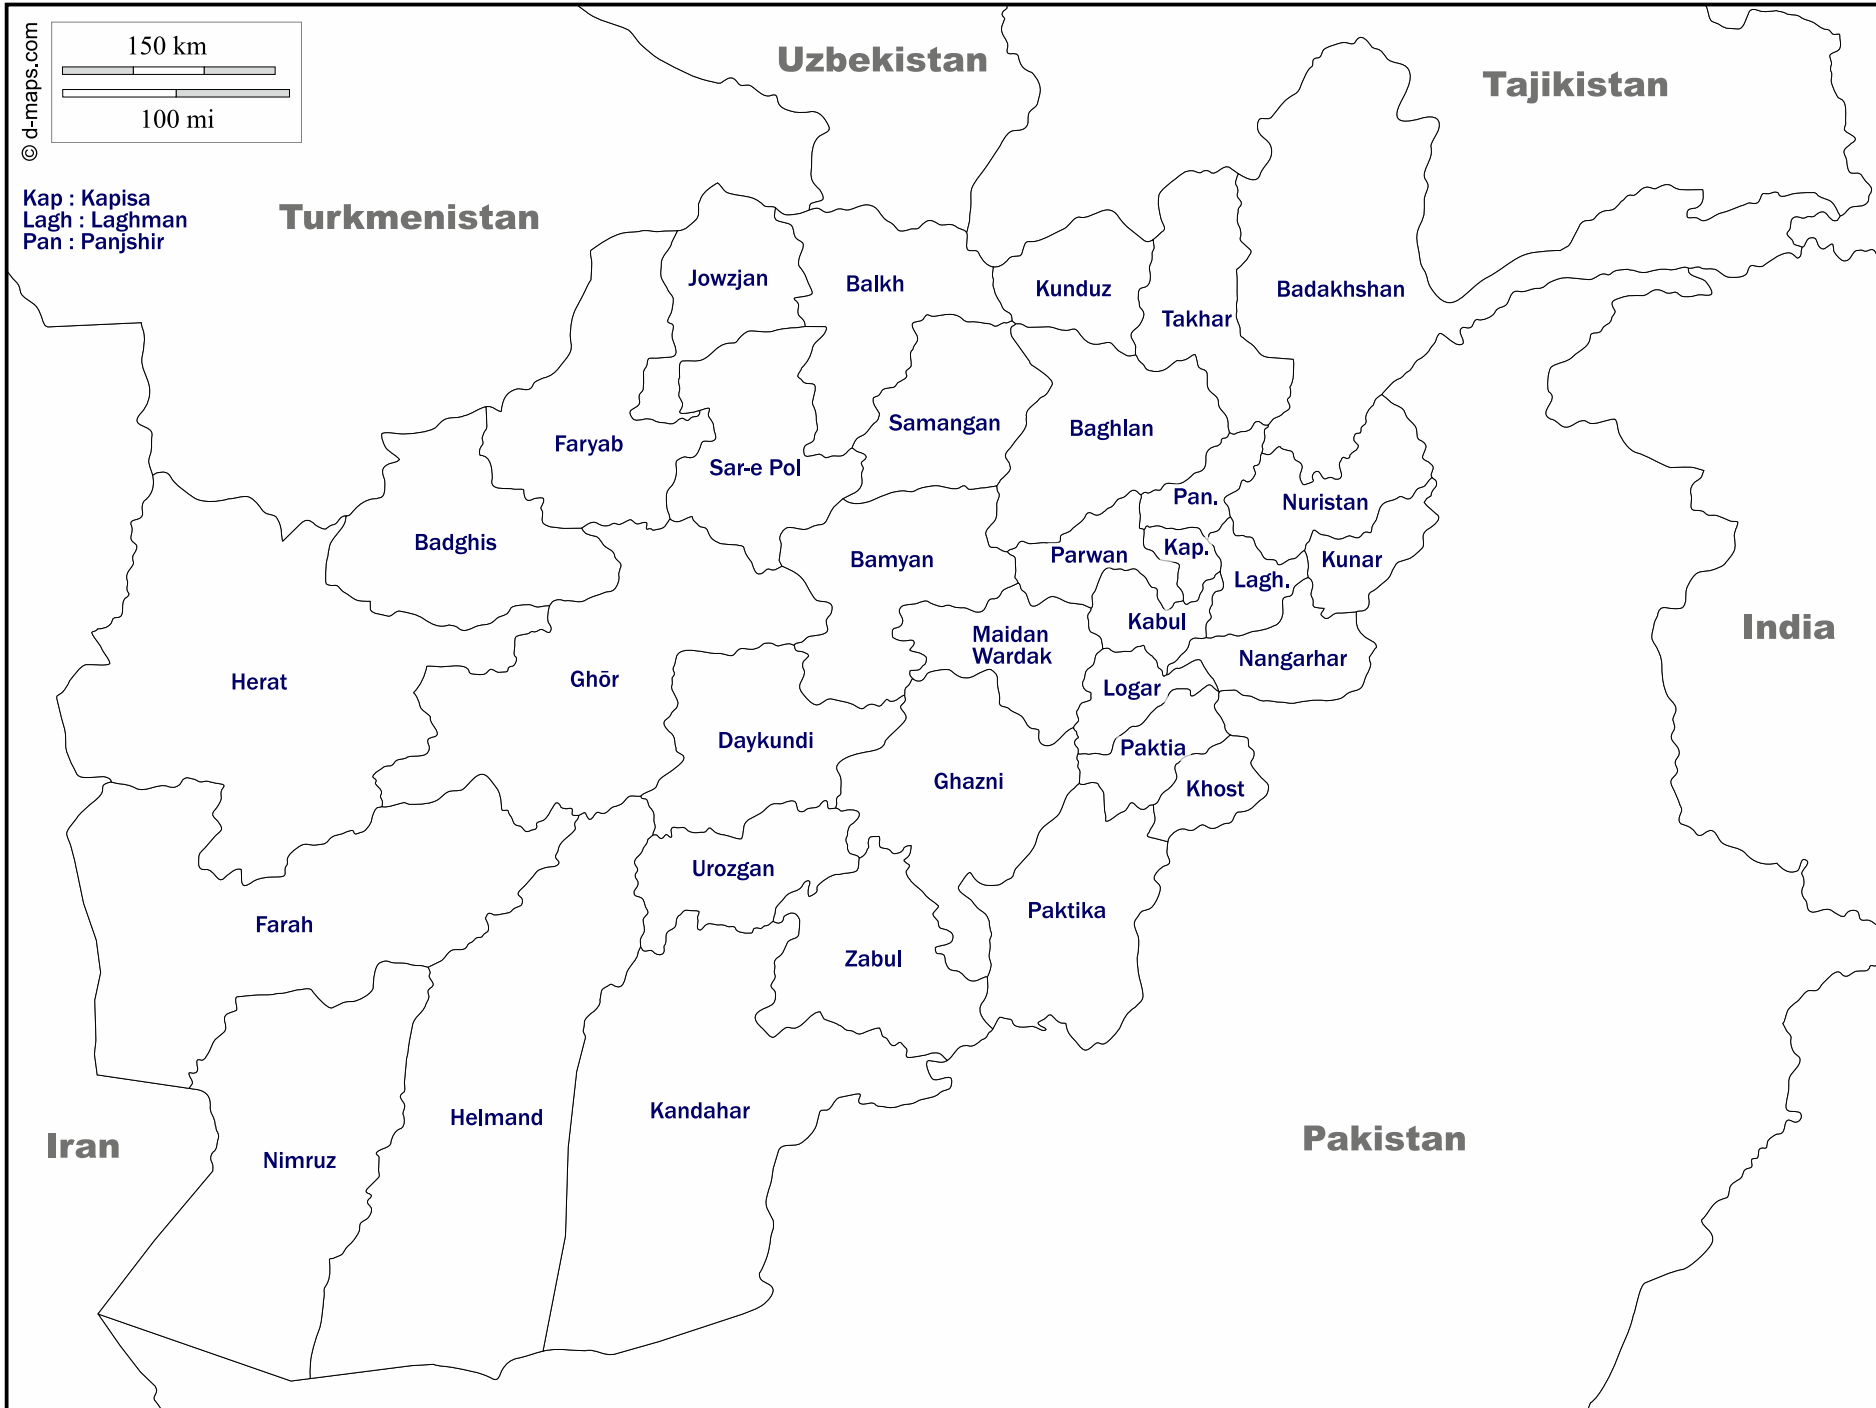 150 km
100 mi
© d-maps.com
Kap : Kapisa
Lagh : Laghman
Pan : Panjshir
Uzbekistan
Tajikistan
Turkmenistan
Jowzjan
Balkh
Kunduz
Badakhshan
Takhar
Samangan
Baghlan
Faryab
Sar-e Pol
Pan.
Nuristan
Badghis
Kap.
Parwan
Bamyan
Kunar
Lagh.
Kabul
India
Maidan
Wardak
Nangarhar
Herat
Ghōr
Logar
Daykundi
Paktia
Ghazni
Khost
Urozgan
Paktika
Farah
Zabul
Kandahar
Helmand
Pakistan
Iran
Nimruz